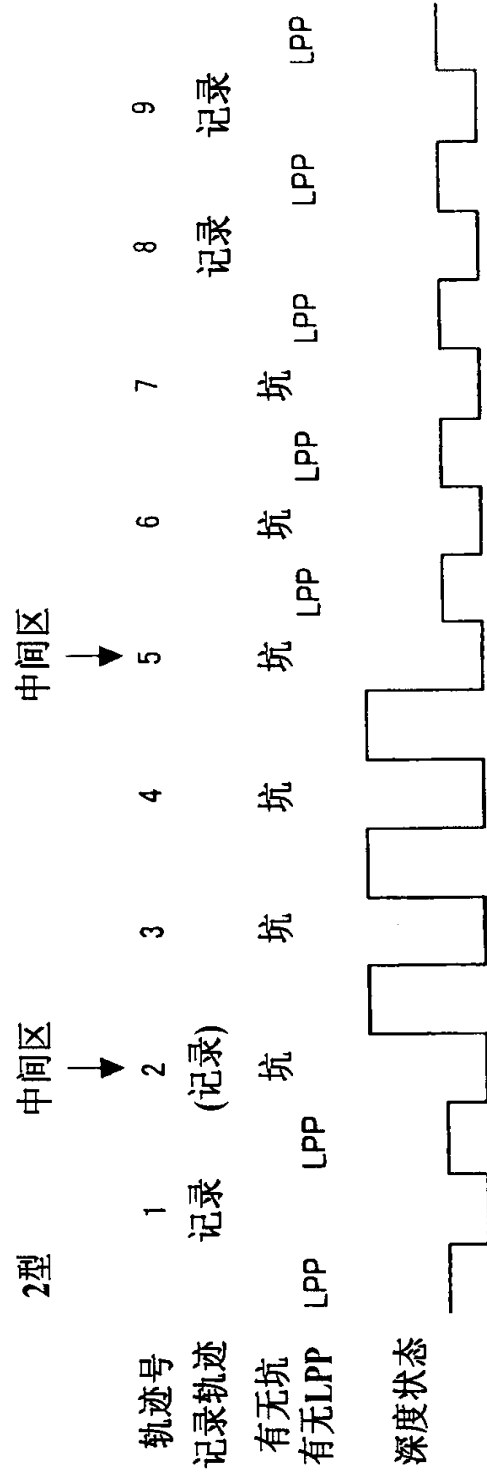 2型 中间区 中间区
轨迹号 1 2 3 4 5 6 7 8 9
记录轨迹 记录 (记录) 记录 记录
有无坑 坑 坑 坑 坑 坑 坑
有无LPP LPP LPP LPP LPP LPP LPP LPP
深度状态